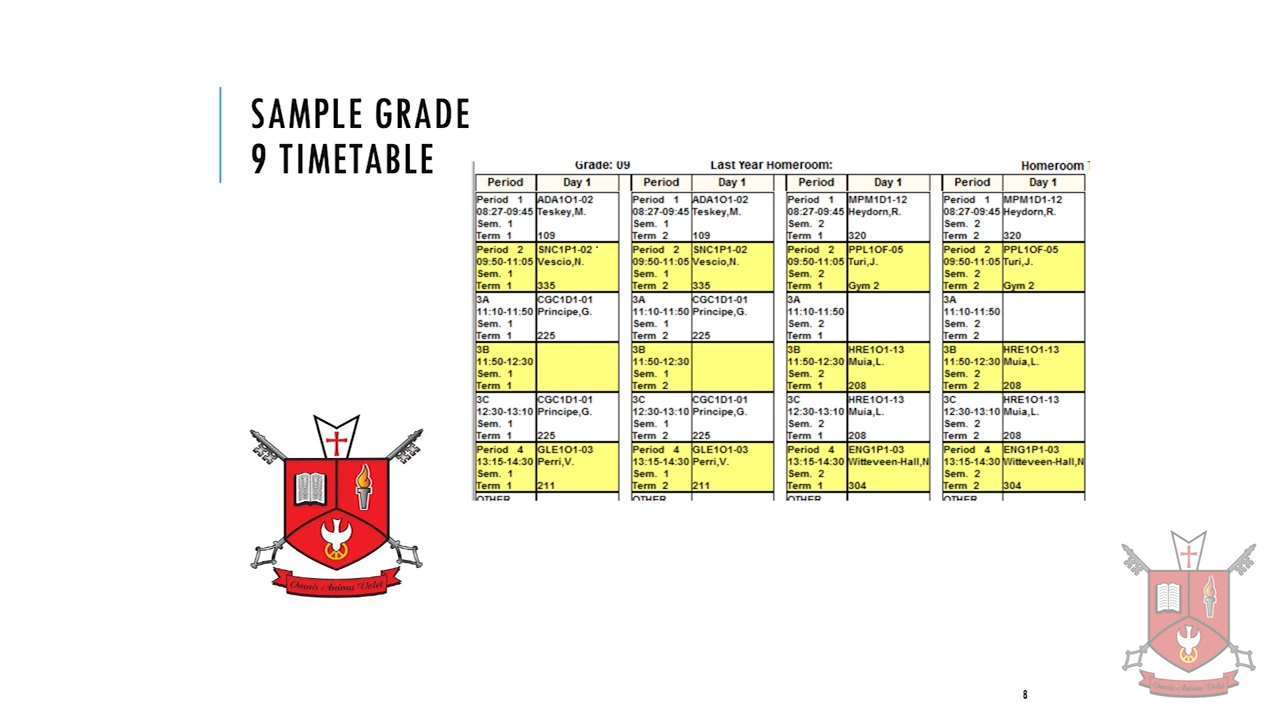 SAMPLE GRADE
9 TIMETABLE
Grade: 09 Last Year Homeroom: Homeroom
Period Day 1 Period Day 1 Period Day 1 Period Day 1
Period 1 ADA1O1-02 Period 1 ADA1O1-02 Period 1 MPM1D1-12 Period 1 MPM1D1-12
08:27-09:45 Teskey,M. 08:27-09:45 Teskey,M. 08:27-09:45 Heydorn,R. 08:27-09:45 Heydorn,R.
Sem. 1 Sem. 1 Sem. 2 Sem. 2
Term 1 109 Term 2 109 Term 1 320 Term 2 320
Period 2 SNC1P1-02 Period 2 SNC1P1-02 Period 2 PPL1OF-05 Period 2 PPL1OF-05
09:50-11:05 Vescio,N. 09:50-11:05 Vescio,N. 09:50-11:05 Turi,J. 09:50-11:05 Turi,J.
Sem. 1 Sem. 1 Sem. 2 Sem. 2
Term 1 335 Term 2 335 Term 1 Gym 2 Term 2 Gym 2
3A CGC1D1-01 3A CGC1D1-01 3A 3A
11:10-11:50 Principe,G. 11:10-11:50 Principe,G. 11:10-11:50 11:10-11:50
Sem. 1 Sem. 1 Sem. 2 Sem. 2
Term 1 225 Term 2 225 Term 1 Term 2
3B 3B 3B HRE1O1-13 3B HRE1O1-13
11:50-12:30 11:50-12:30 11:50-12:30 Muia,L. 11:50-12:30 Muia,L.
Sem. 1 Sem. 1 Sem. 2 Sem. 2
Term 1 Term 2 Term 1 208 Term 2 208
3C CGC1D1-01 3C CGC1D1-01 3C HRE1O1-13 3C HRE1O1-13
12:30-13:10 Principe,G. 12:30-13:10 Principe,G. 12:30-13:10 Muia,L. 12:30-13:10 Muia,L.
Sem. 1 Sem. 1 Sem. 2 Sem. 2
Term 1 225 Term 2 225 Term 1 208 Term 2 208
Period 4 GLE1O1-03 Period 4 GLE1O1-03 Period 4 ENG1P1-03 Period 4 ENG1P1-03
13:15-14:30 Perri,V. 13:15-14:30 Perri,V. 13:15-14:30 Witteveen-Hall,N 13:15-14:30 Witteveen-Hall,N
Sem. 1 Sem. 1 Sem. 2 Sem. 2
Term 1 211 Term 2 211 Term 1 304 Term 2 304
OTHER OTHER OTHER OTHER
Omnis Anima Volet
Omnis Anima Volet
8